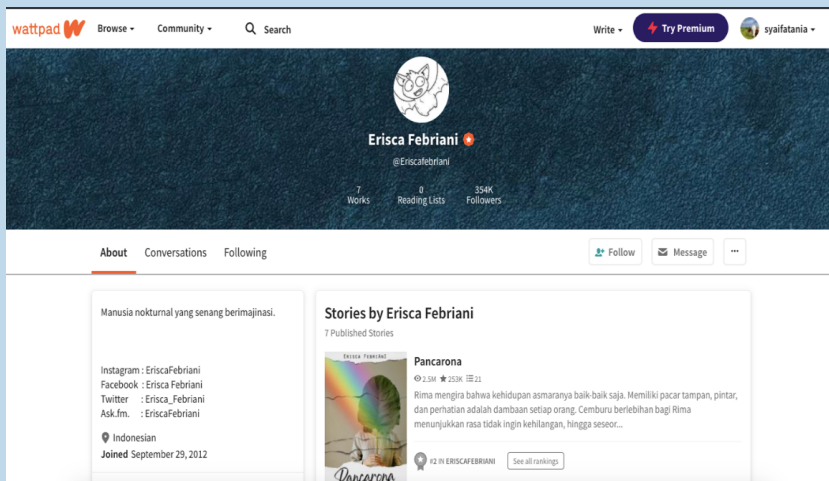 wattpad
Browse
Community
Search
Write
Try Premium
syaifatania
Erisca Febriani
@Eriscafebriani
7
Works
0
Reading Lists
354K
Followers
About
Conversations
Following
Follow
Message
...
Manusia nokturnal yang senang berimajinasi.
Instagram : EriscaFebriani
Facebook : Erisca Febriani
Twitter : Erisca_Febriani
Ask.fm. : EriscaFebriani
Indonesian
Joined September 29, 2012
Stories by Erisca Febriani
7 Published Stories
ERISCA FEBRIANI
Pancarona
Pancarona
2.5M 253K 21
Rima mengira bahwa kehidupan asmaranya baik-baik saja. Memiliki pacar tampan, pintar,
dan perhatian adalah dambaan setiap orang. Cemburu berlebihan bagi Rima
menunjukkan rasa tidak ingin kehilangan, hingga seseor...
#2 IN ERISCAFEBRIANI
See all rankings